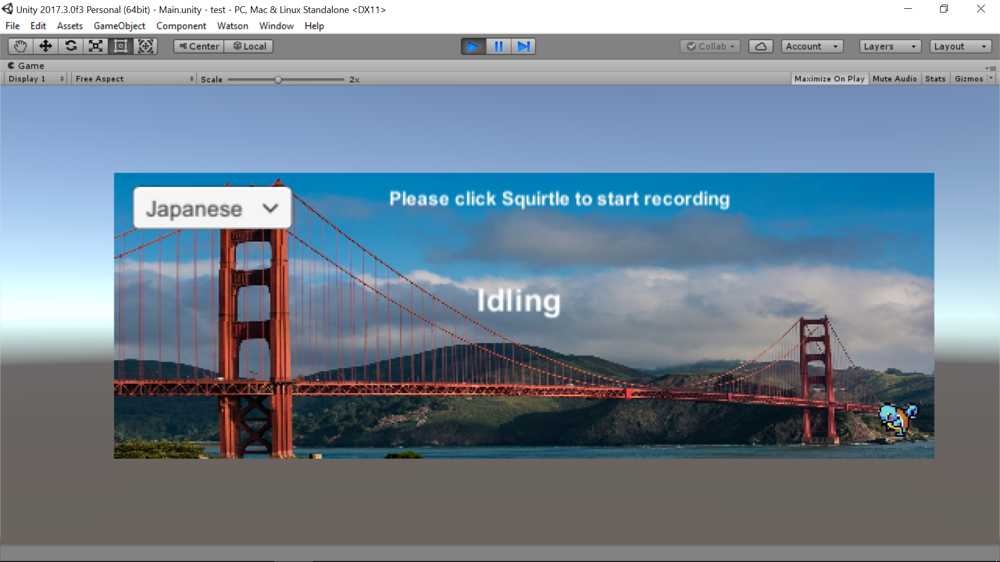 Unity 2017.3.0f3 Personal (64bit) - Main.unity - test - PC, Mac & Linux Standalone <DX11>
File Edit Assets GameObject Component Watson Window Help
Center Local Collab Account Layers Layout
Game
Display 1 Free Aspect Scale 2x Maximize On Play Mute Audio Stats Gizmos
Please click Squirtle to start recording
Japanese
Idling